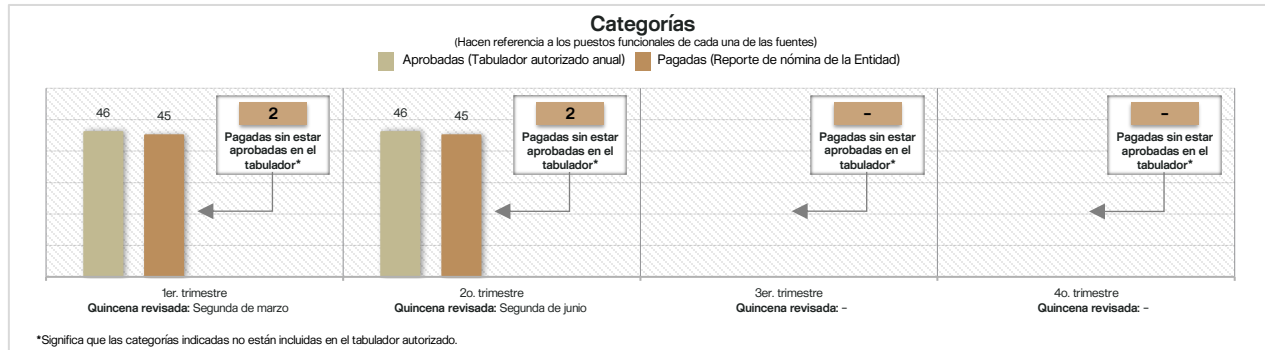 Categorías
(Hacen referencia a los puestos funcionales de cada una de las fuentes)
Aprobadas (Tabulador autorizado anual) Pagadas (Reporte de nómina de la Entidad)
46
45
2
Pagadas sin estar
aprobadas en el
tabulador*
46
45
2
Pagadas sin estar
aprobadas en el
tabulador*
–
Pagadas sin estar
aprobadas en el
tabulador*
–
Pagadas sin estar
aprobadas en el
tabulador*
1er. trimestre
Quincena revisada: Segunda de marzo
2o. trimestre
Quincena revisada: Segunda de junio
3er. trimestre
Quincena revisada: –
4o. trimestre
Quincena revisada: –
*Significa que las categorías indicadas no están incluidas en el tabulador autorizado.